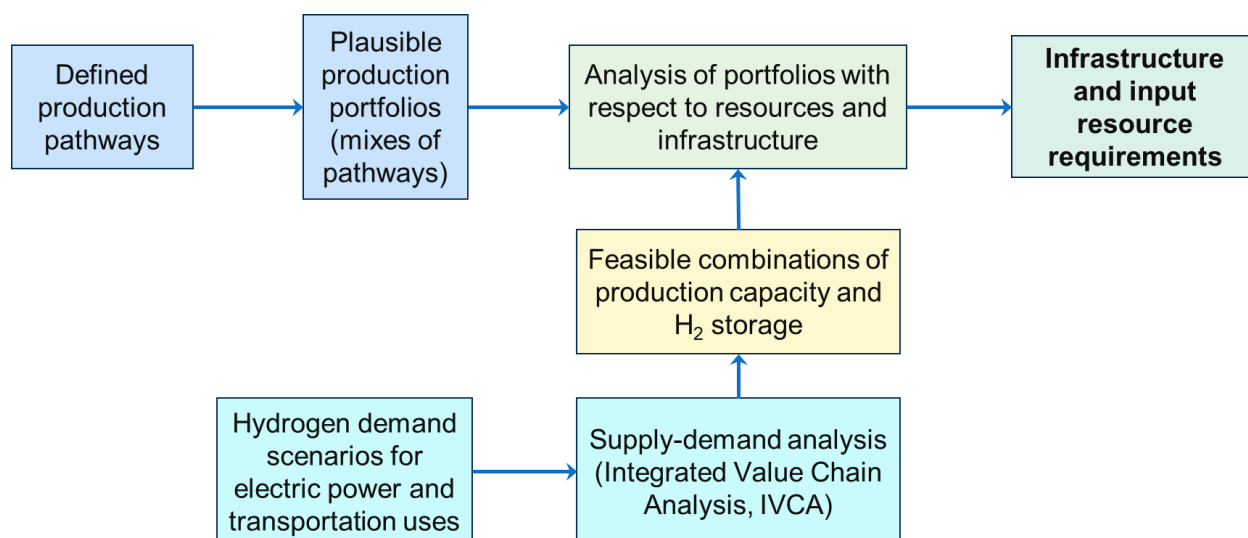 Defined
production
pathways
Plausible
production
portfolios
(mixes of
pathways)
Analysis of portfolios with
respect to resources and
infrastructure
Infrastructure
and input
resource
requirements
Feasible combinations of
production capacity and
H₂ storage
Hydrogen demand
scenarios for
electric power and
transportation uses
Supply-demand analysis
(Integrated Value Chain
Analysis, IVCA)